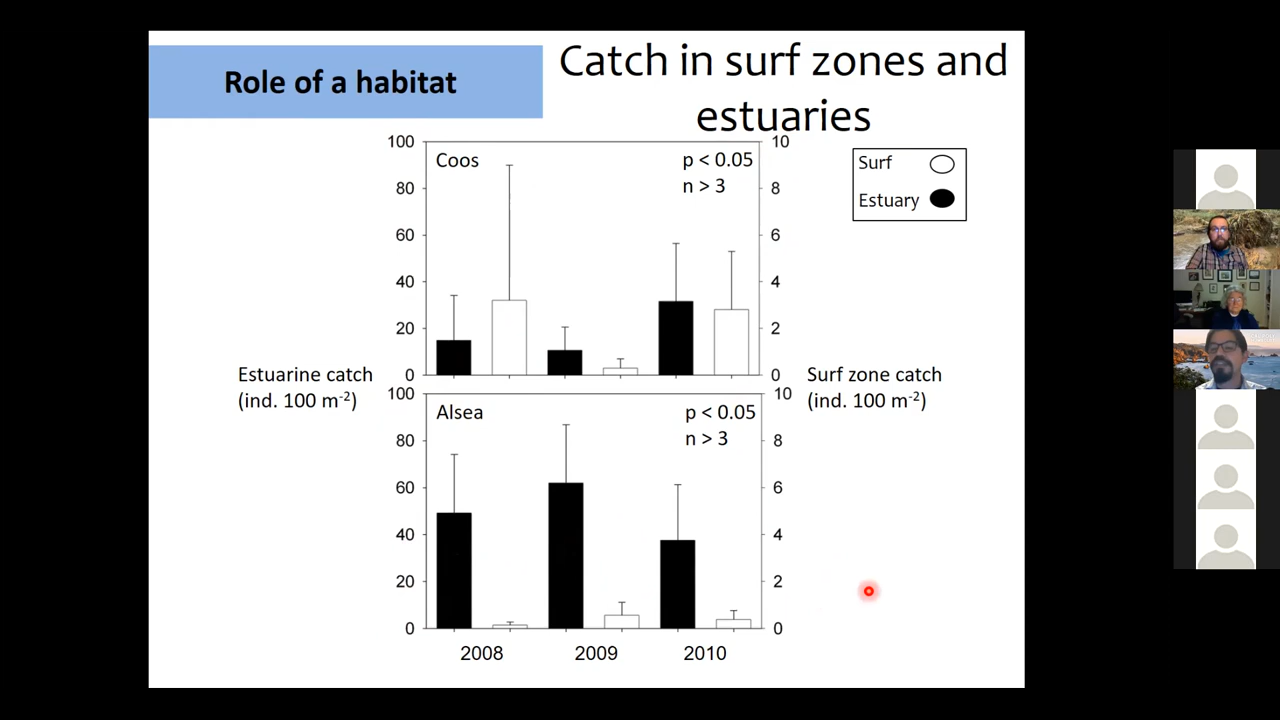 Role of a habitat
Catch in surf zones and
estuaries
100
80
60
40
20
0
Coos
p < 0.05
n > 3
10
8
6
4
2
0
Surf
Estuary
Estuarine catch
(ind. 100 m-2)
Surf zone catch
(ind. 100 m-2)
100
80
60
40
20
0
Alsea
p < 0.05
n > 3
10
8
6
4
2
0
2008 2009 2010